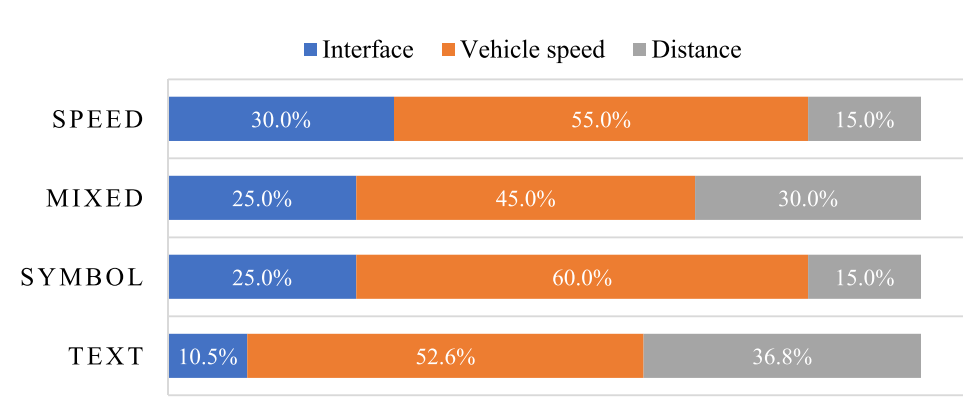 Interface Vehicle speed Distance
SPEED 30.0% 55.0% 15.0%
MIXED 25.0% 45.0% 30.0%
SYMBOL 25.0% 60.0% 15.0%
TEXT 10.5% 52.6% 36.8%